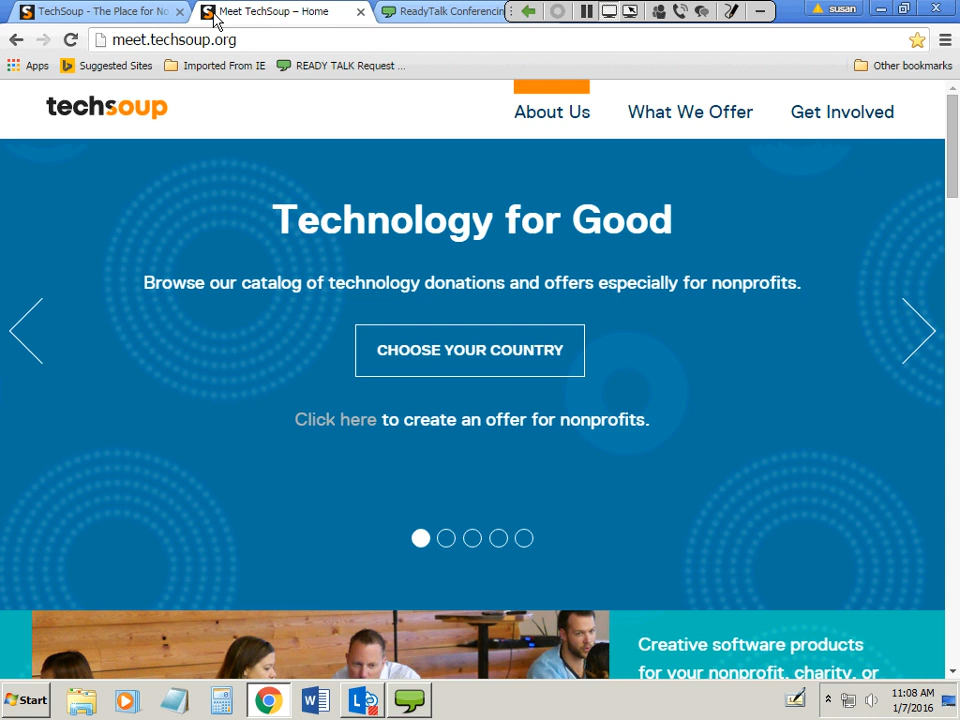 TechSoup - The Place for No
Meet TechSoup – Home
ReadyTalk Conferencin
susan
meet.techsoup.org
Apps
Suggested Sites
Imported From IE
READY TALK Request ...
Other bookmarks
techsoup
About Us
What We Offer
Get Involved
Technology for Good
Browse our catalog of technology donations and offers especially for nonprofits.
CHOOSE YOUR COUNTRY
Click here to create an offer for nonprofits.
Creative software products
for your nonprofit, charity, or
Start
11:08 AM
1/7/2016